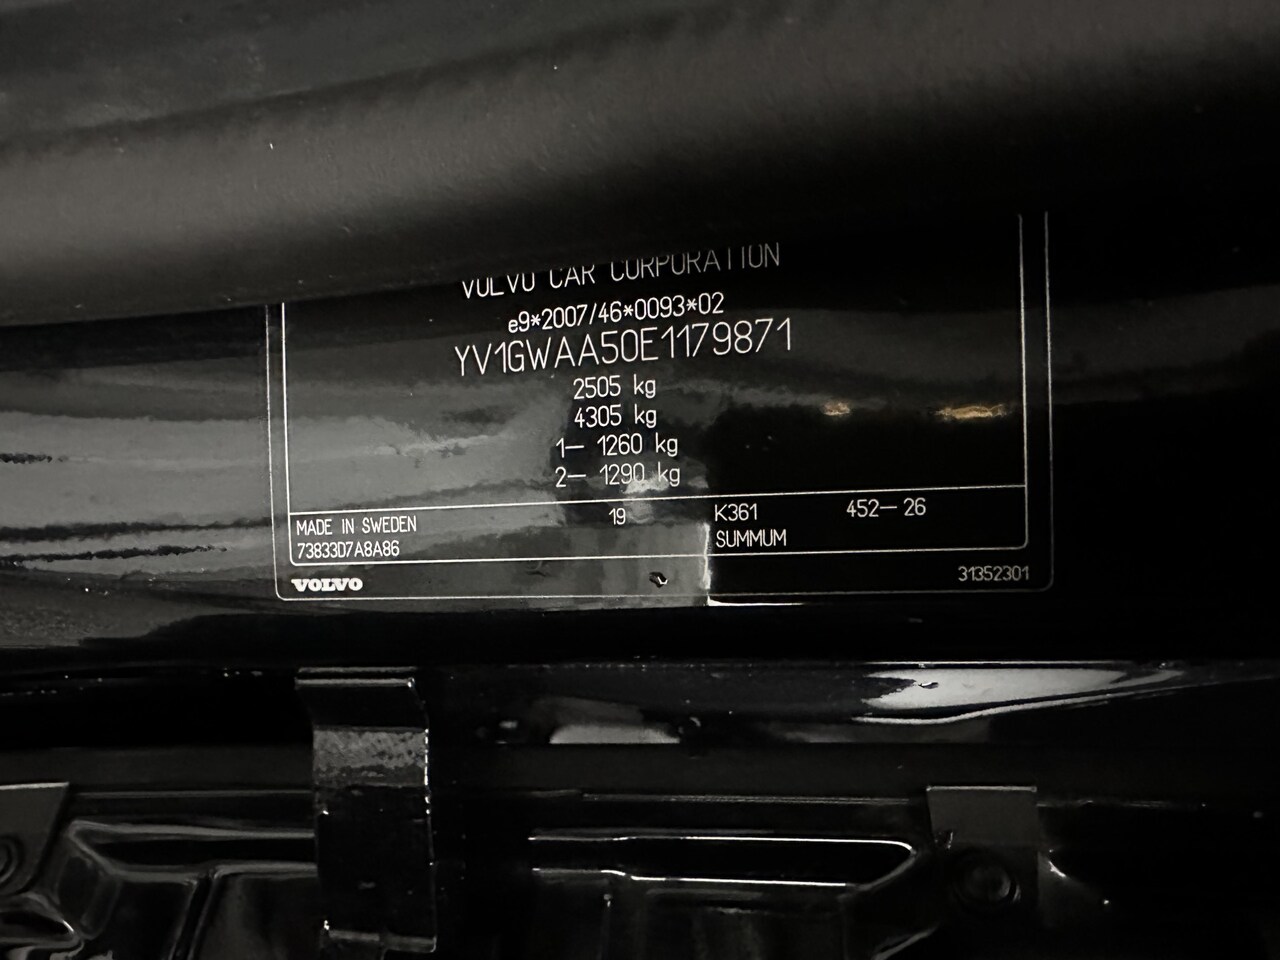 VOLVO CAR CORPORATION
e9*2007/46*0093*02
YV1GWAA50E1179871
2505 kg
4305 kg
1– 1260 kg
2– 1290 kg
MADE IN SWEDEN 19 K361 452–26
73833D7A8A86 SUMMUM
VOLVO 31352301